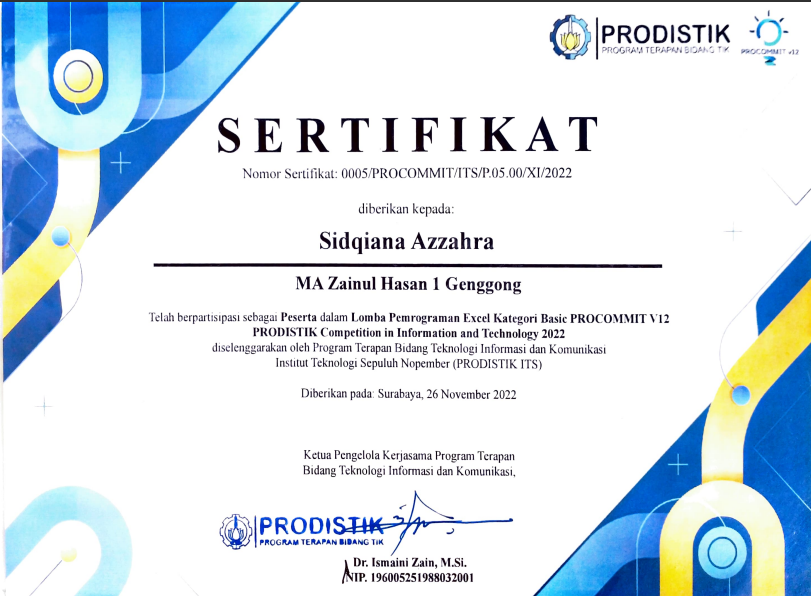 PRODISTIK
PROGRAM TERAPAN BIDANG TIK
PROCOMMIT v12
SERTIFIKAT
Nomor Sertifikat: 0005/PROCOMMIT/ITS/P.05.00/XI/2022
diberikan kepada:
Sidqiana Azzahra
MA Zainul Hasan 1 Genggong
Telah berpartisipasi sebagai Peserta dalam Lomba Pemrograman Excel Kategori Basic PROCOMMIT V12
PRODISTIK Competition in Information and Technology 2022
diselenggarakan oleh Program Terapan Bidang Teknologi Informasi dan Komunikasi
Institut Teknologi Sepuluh Nopember (PRODISTIK ITS)
Diberikan pada: Surabaya, 26 November 2022
Ketua Pengelola Kerjasama Program Terapan
Bidang Teknologi Informasi dan Komunikasi,
PRODISTIK
PROGRAM TERAPAN BIDANG TIK
Dr. Ismaini Zain, M.Si.
NIP. 196005251988032001